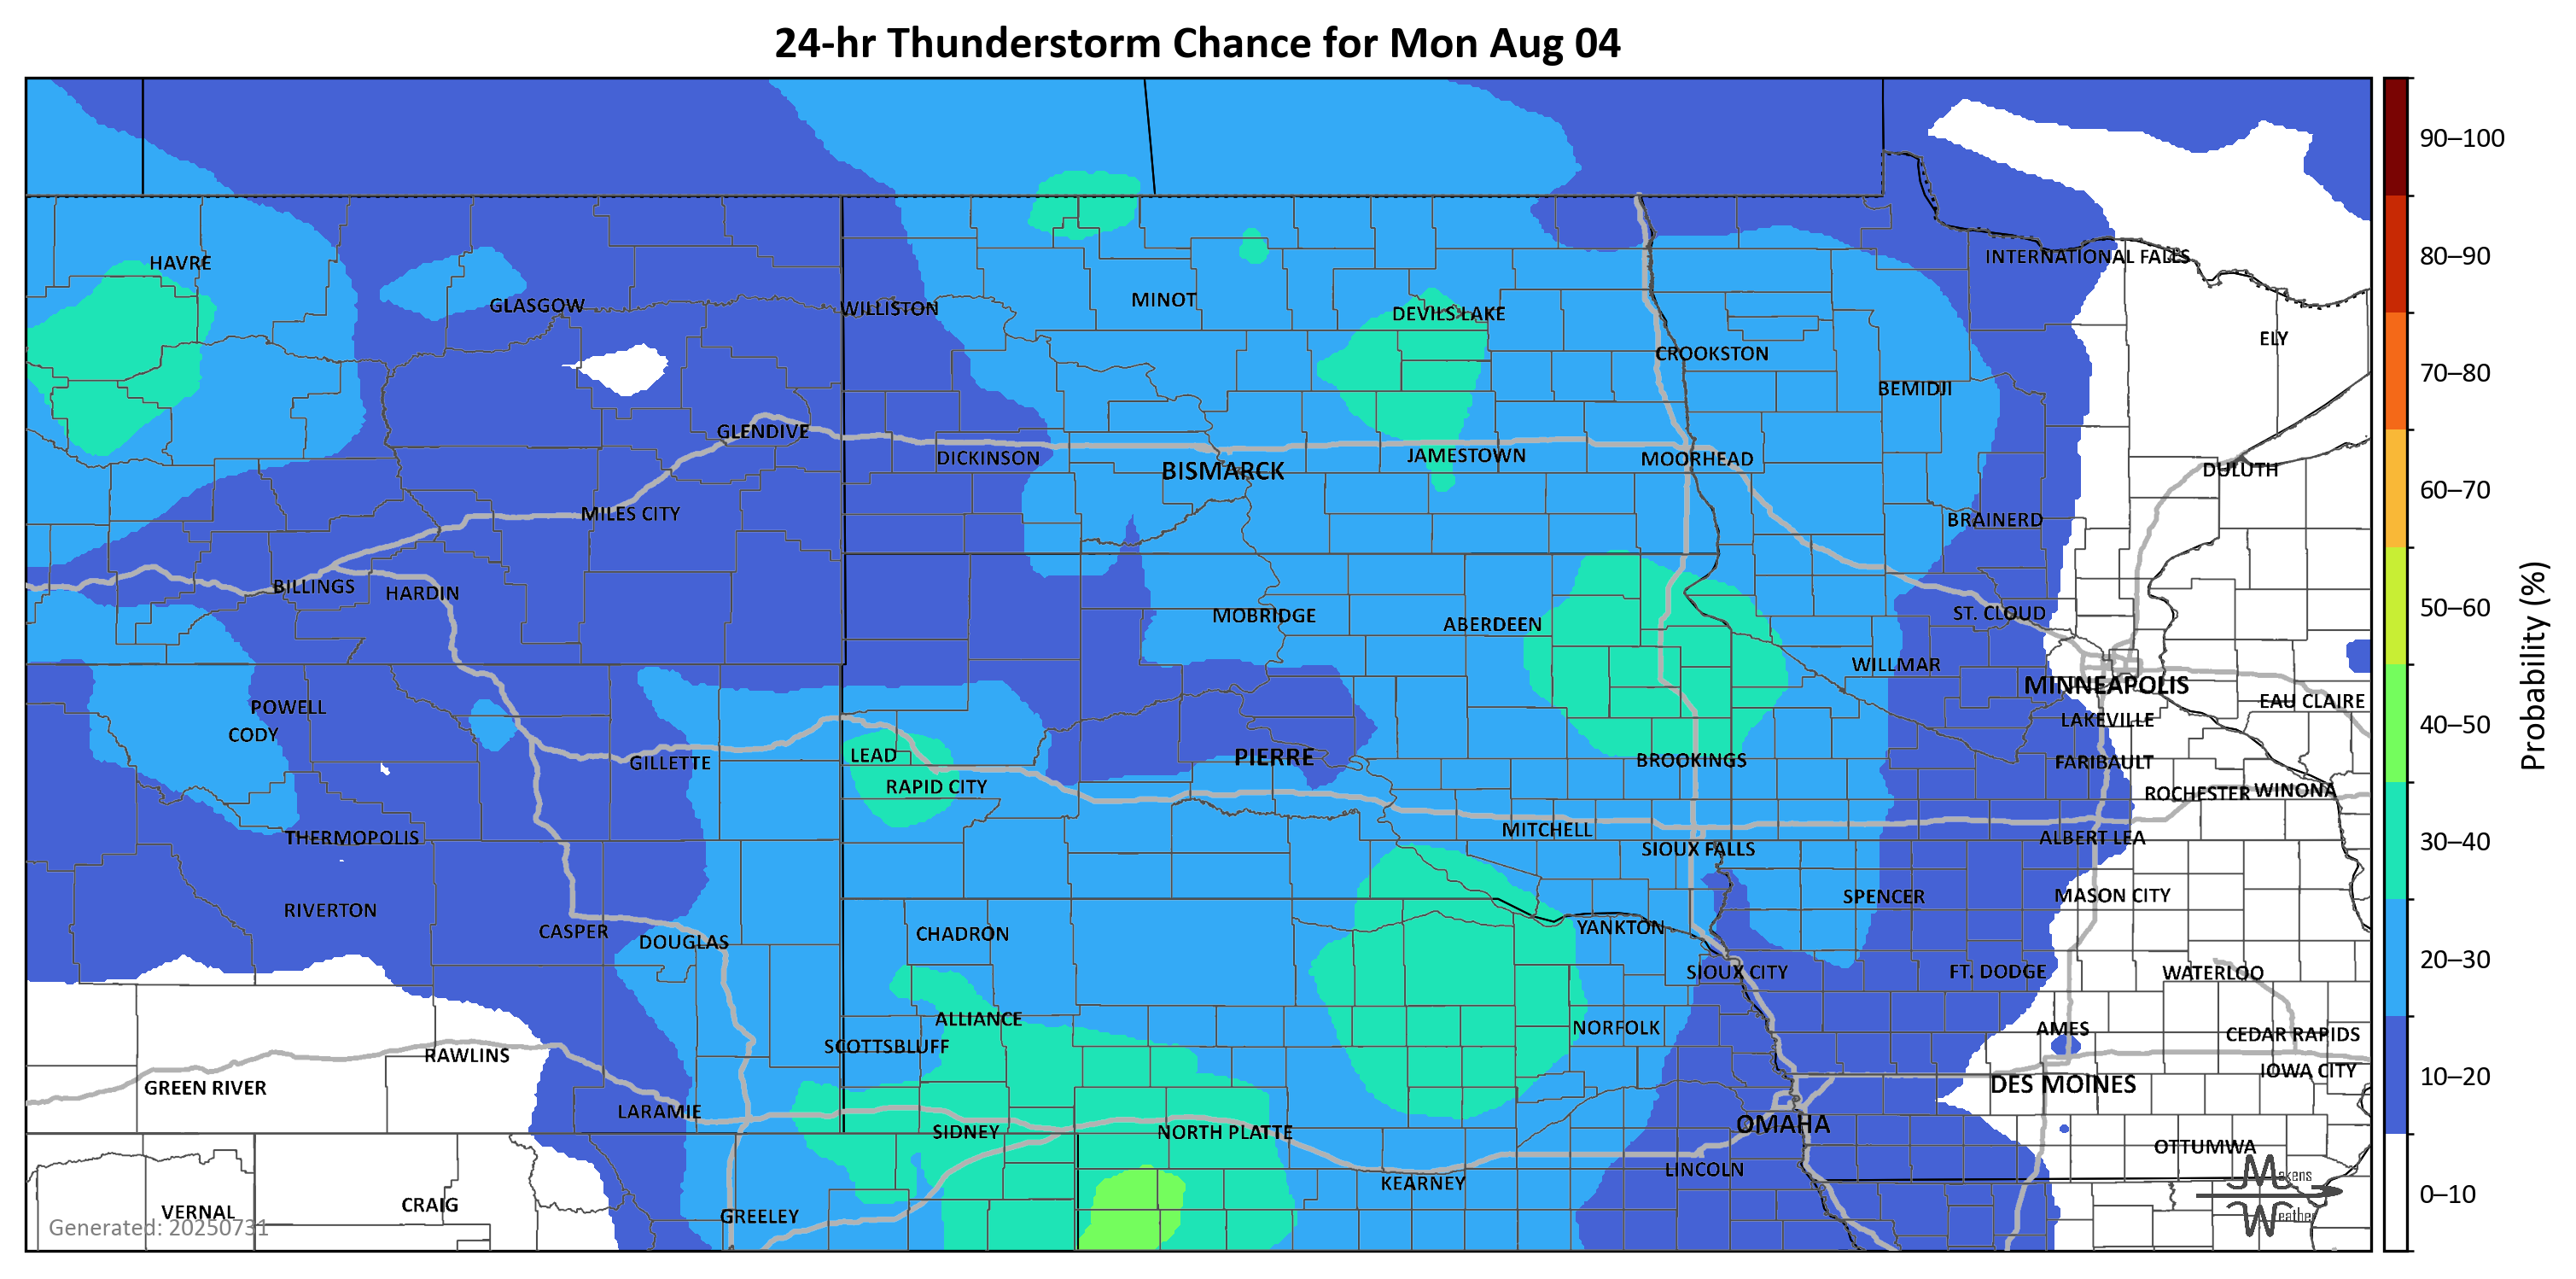 24-hr Thunderstorm Chance for Mon Aug 04
90–100
INTERNATIONAL FALLS
80–90
HAVRE
MINOT
GLASGOW
WILLISTON
DEVILS LAKE
ELY
CROOKSTON
70–80
BEMIDJI
GLENDIVE
DICKINSON
JAMESTOWN
MOORHEAD
BISMARCK
DULUTH
60–70
MILES CITY
BRAINERD
BILLINGS
HARDIN
50–60
MOBRIDGE
ABERDEEN
ST. CLOUD
WILLMAR
Probability (%)
MINNEAPOLIS
POWELL
EAU CLAIRE
CODY
LAKEVILLE
40–50
GILLETTE
LEAD
PIERRE
BROOKINGS
FARIBAULT
RAPID CITY
ROCHESTER
WINONA
THERMOPOLIS
MITCHELL
ALBERT LEA
30–40
SIOUX FALLS
RIVERTON
SPENCER
MASON CITY
CASPER
DOUGLAS
CHADRON
YANKTON
20–30
SIOUX CITY
FT. DODGE
WATERLOO
ALLIANCE
NORFOLK
AMES
CEDAR RAPIDS
RAWLINS
SCOTTSBLUFF
IOWA CITY
10–20
GREEN RIVER
DES MOINES
LARAMIE
OMAHA
SIDNEY
NORTH PLATTE
OTTUMWA
LINCOLN
KEARNEY
Makens
0–10
VERNAL
CRAIG
GREELEY
Weather
Generated: 20250731